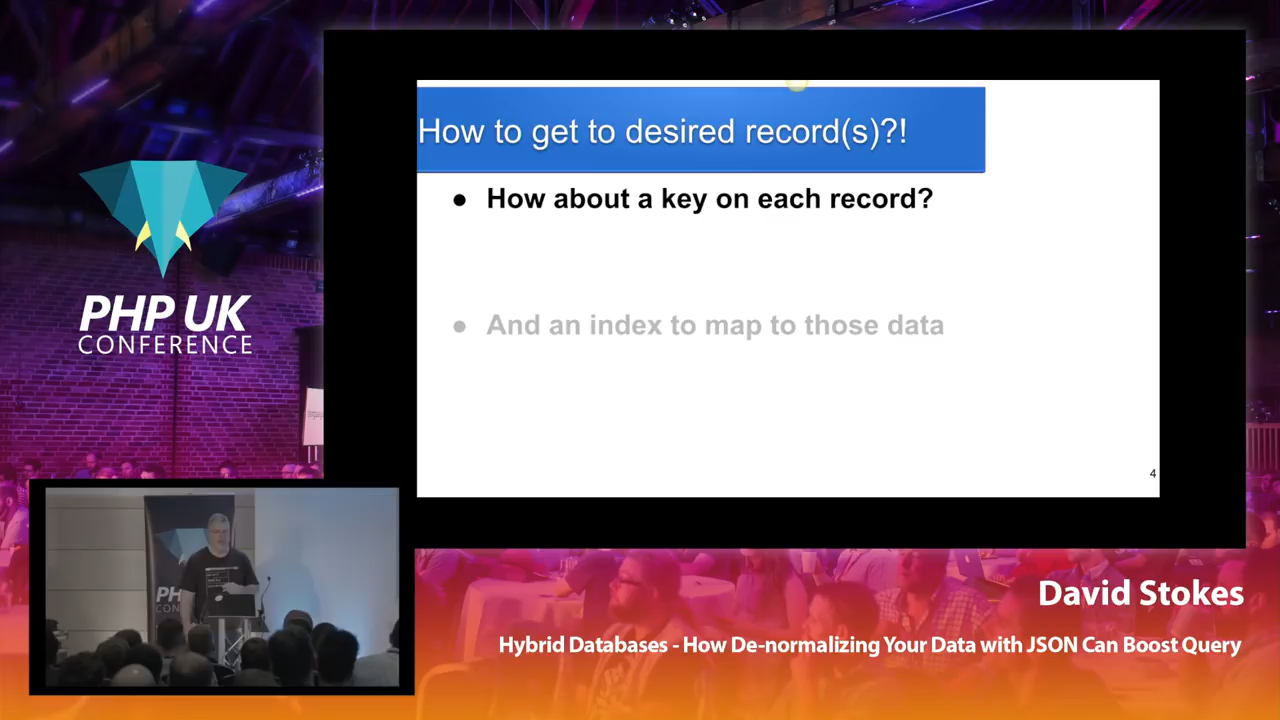 How to get to desired record(s)?!
● How about a key on each record?
● And an index to map to those data
4
PHP UK
CONFERENCE
PH
CON
David Stokes
Hybrid Databases - How De-normalizing Your Data with JSON Can Boost Query